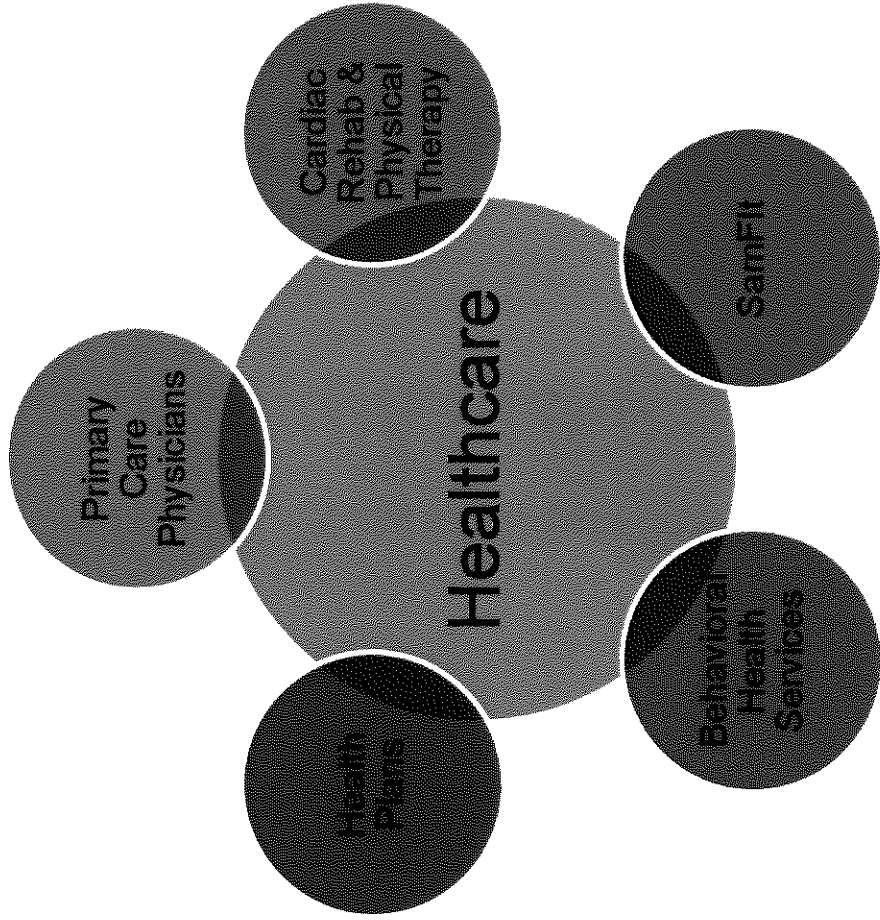 Healthcare
Primary
Care
Physicians
Cardiac
Rehab &
Physical
Therapy
SamFit
Behavioral
Health
Services
Health
Plans